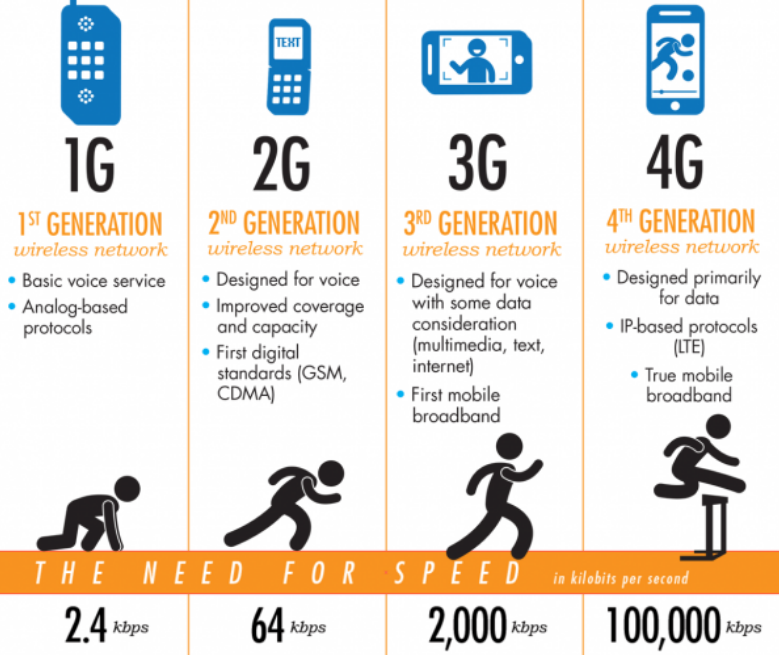 TEXT
1G
1ST GENERATION
wireless network
• Basic voice service
• Analog-based
protocols
2G
2ND GENERATION
wireless network
• Designed for voice
• Improved coverage
and capacity
• First digital
standards (GSM,
CDMA)
3G
3RD GENERATION
wireless network
• Designed for voice
with some data
consideration
(multimedia, text,
internet)
• First mobile
broadband
4G
4TH GENERATION
wireless network
• Designed primarily
for data
• IP-based protocols
(LTE)
• True mobile
broadband
THE NEED FOR SPEED in kilobits per second
2.4 kbps
64 kbps
2,000 kbps
100,000 kbps